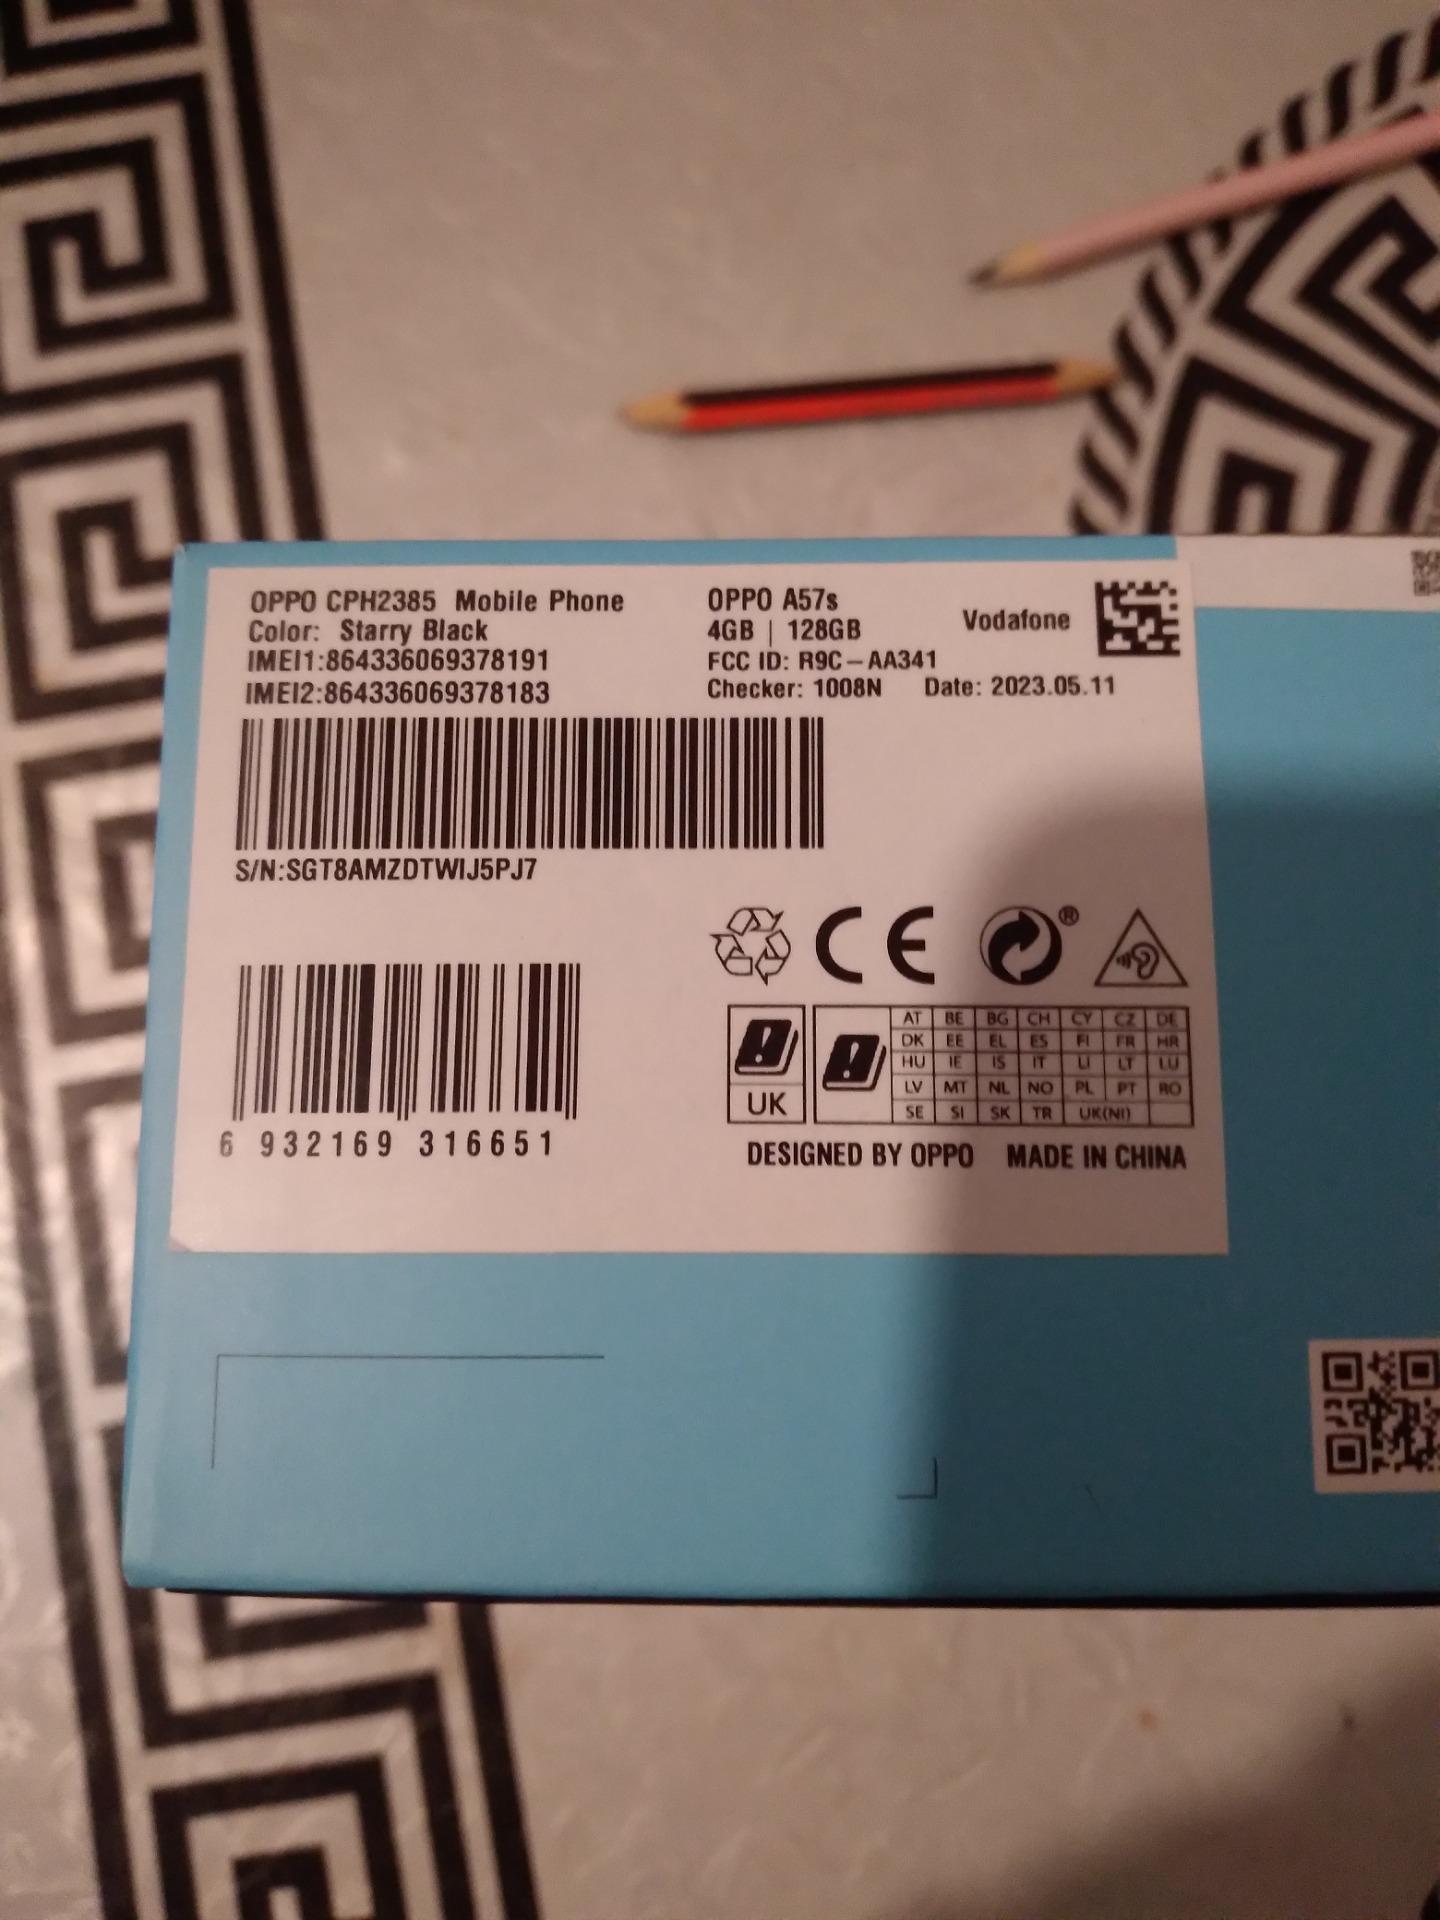 OPPO CPH2385 Mobile Phone
Color: Starry Black
IMEI1:864336069378191
IMEI2:864336069378183
OPPO A57s
4GB | 128GB
FCC ID: R9C-AA341
Checker: 1008N Date: 2023.05.11
Vodafone
S/N:SGT8AMZDTWIJ5PJ7
6 932169 316651
CE
®
UK
AT BE BG CH CY CZ DE
DK EE EL ES FI FR HR
HU IE IS IT LI LT LU
LV MT NL NO PL PT RO
SE SI SK TR UK(NI)
DESIGNED BY OPPO MADE IN CHINA